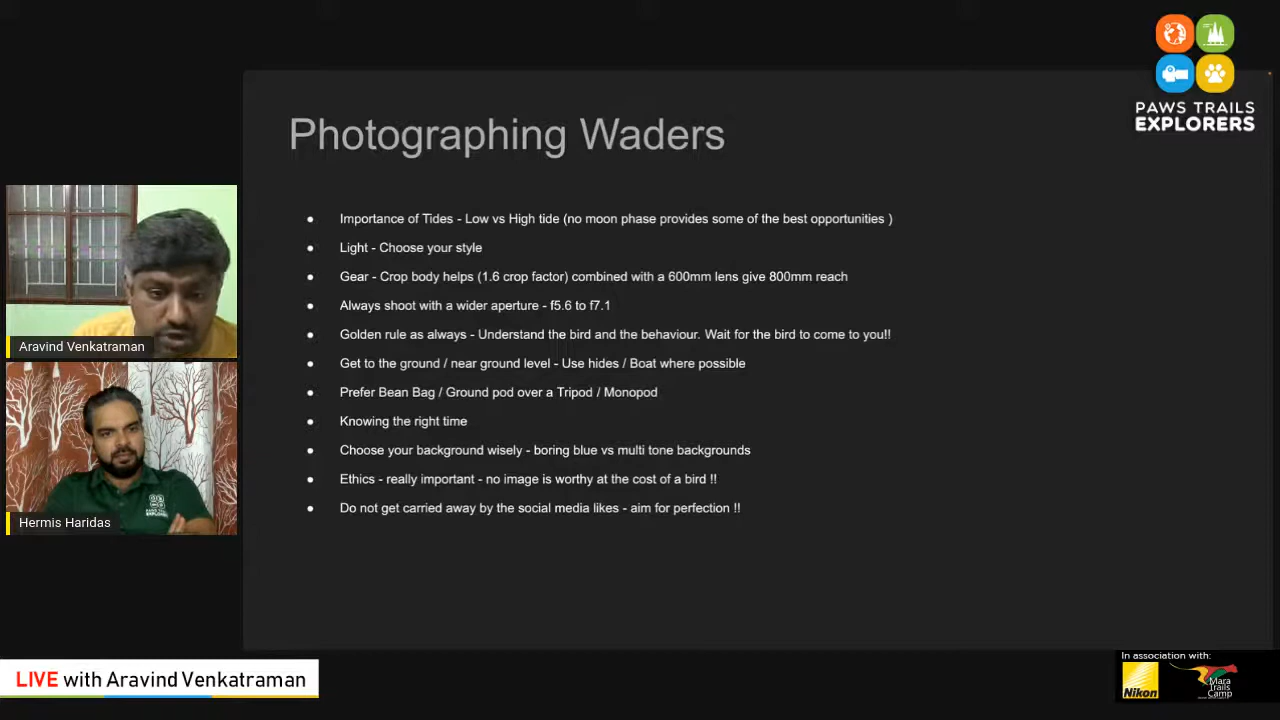 PAWS TRAILS
EXPLORERS
Photographing Waders
● Importance of Tides - Low vs High tide (no moon phase provides some of the best opportunities )
● Light - Choose your style
● Gear - Crop body helps (1.6 crop factor) combined with a 600mm lens give 800mm reach
● Always shoot with a wider aperture - f5.6 to f7.1
● Golden rule as always - Understand the bird and the behaviour. Wait for the bird to come to you!!
● Get to the ground / near ground level - Use hides / Boat where possible
● Prefer Bean Bag / Ground pod over a Tripod / Monopod
● Knowing the right time
● Choose your background wisely - boring blue vs multi tone backgrounds
● Ethics - really important - no image is worthy at the cost of a bird !!
● Do not get carried away by the social media likes - aim for perfection !!
Aravind Venkatraman
PAWS TRAILS
EXPLORERS
Hermis Haridas
LIVE with Aravind Venkatraman
In association with:
Nikon
Mara
Trails
Camp